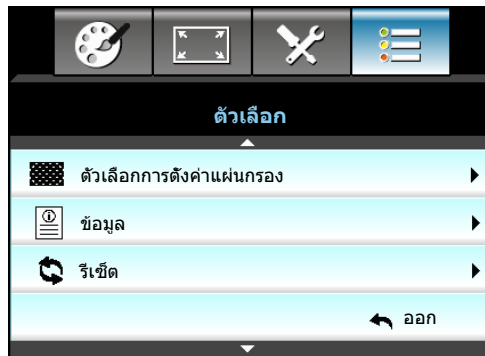 ตัวเลือก
ตัวเลือกการตั้งค่าแผ่นกรอง
ข้อมูล
รีเซ็ต
ออก